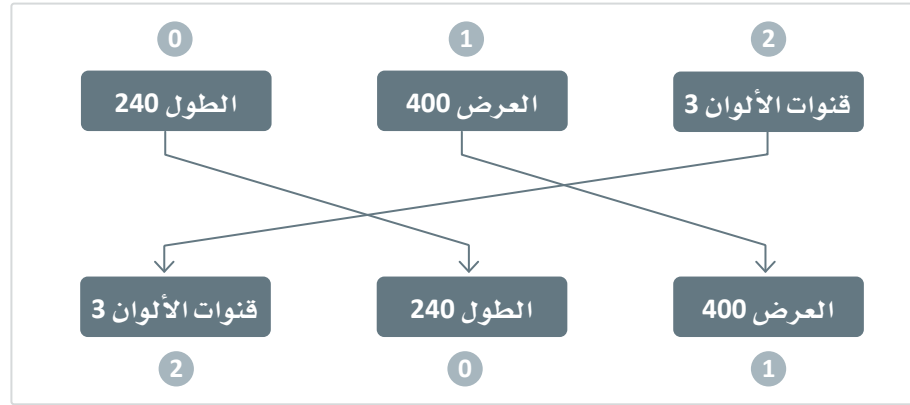 0 1 2
الطول 240
العرض 400
قنوات الألوان 3
قنوات الألوان 3
الطول 240
العرض 400
2 0 1